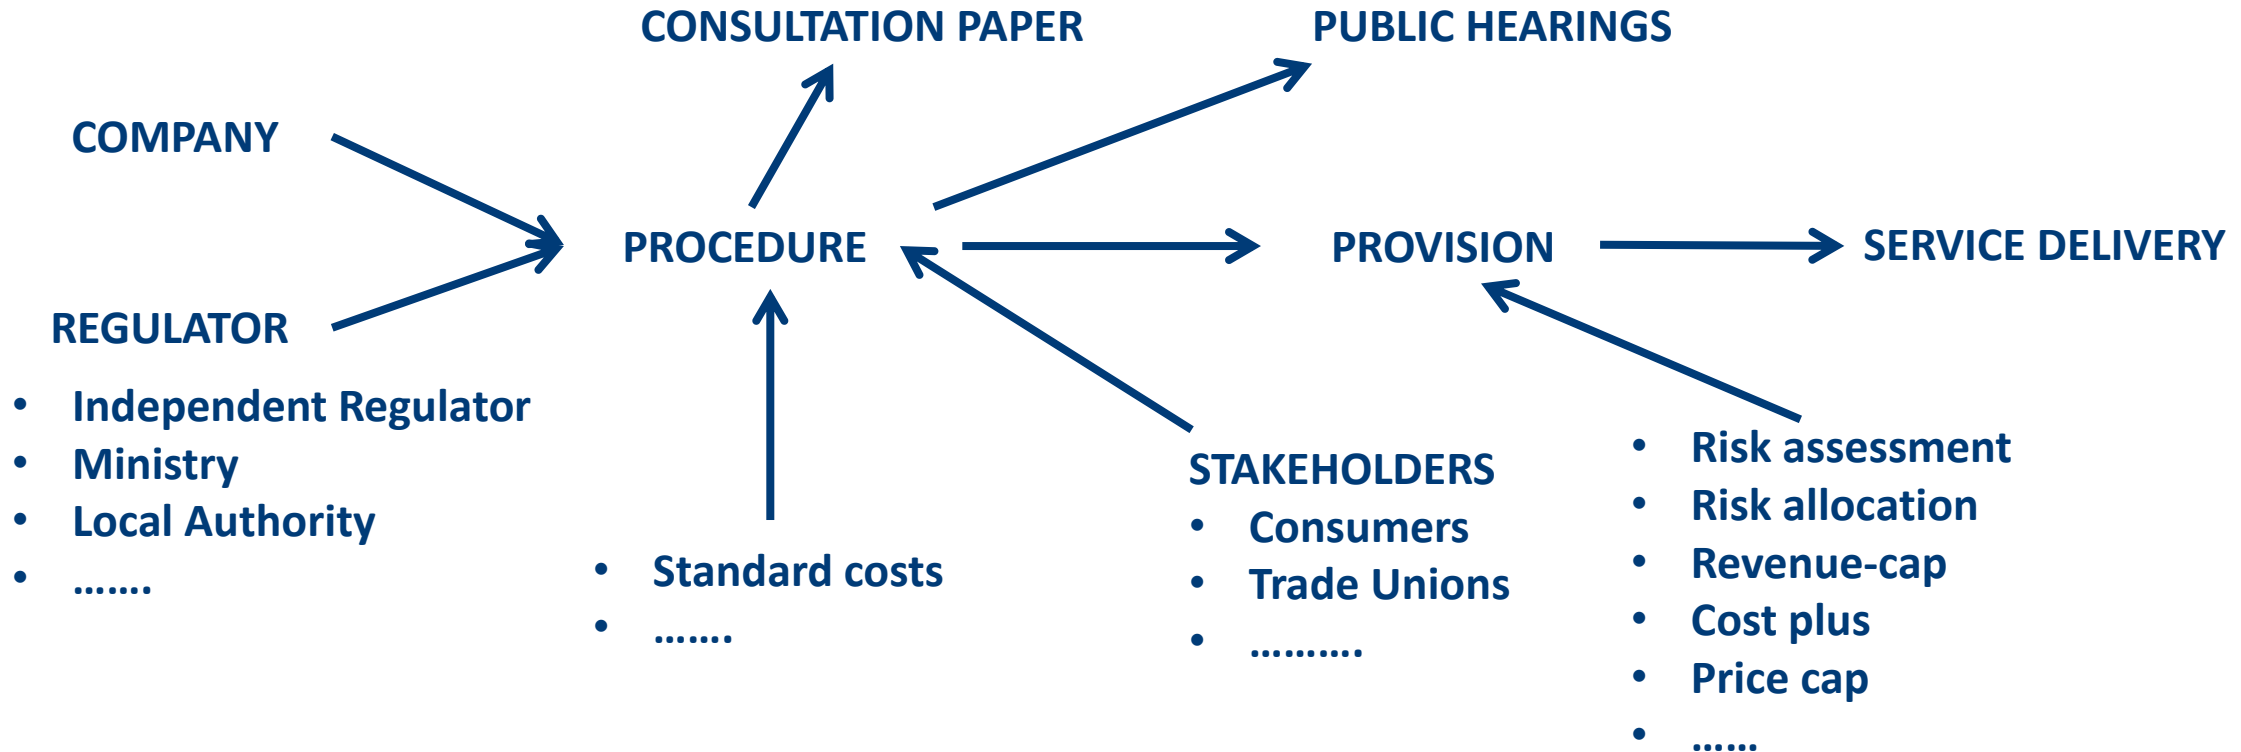 CONSULTATION PAPER
PUBLIC HEARINGS
COMPANY
PROCEDURE
PROVISION
SERVICE DELIVERY
REGULATOR
• Independent Regulator
• Ministry
• Local Authority
• .......
• Standard costs
• .......
STAKEHOLDERS
• Consumers
• Trade Unions
• ..........
• Risk assessment
• Risk allocation
• Revenue-cap
• Cost plus
• Price cap
• ......